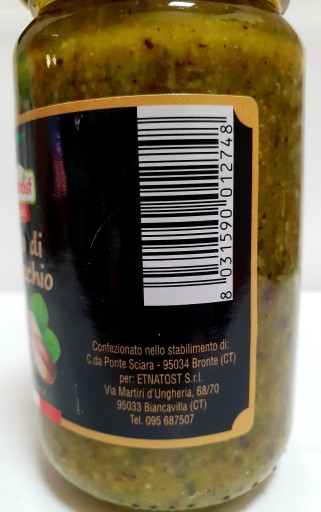 di
8 031590 012748
Confezionato nello stabilimento di:
C.da Ponte Sciara - 95034 Bronte (CT)
per: ETNATOST S.r.l.
Via Martiri d'Ungheria, 68/70
95033 Biancavilla (CT)
Tel. 095 687507